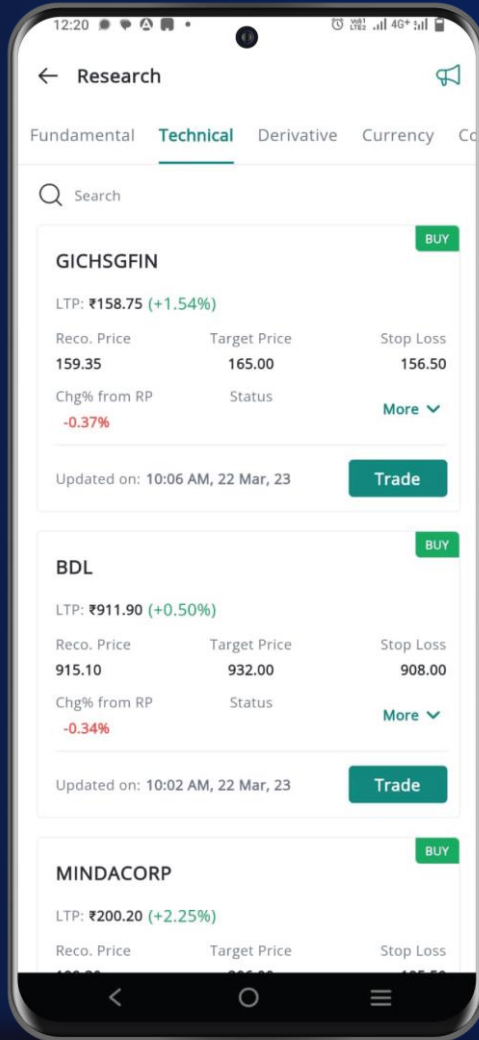 12:20
4G+
Research
Fundamental Technical Derivative Currency Co
Search
BUY
GICHSGFIN
LTP: ₹158.75 (+1.54%)
Reco. Price Target Price Stop Loss
159.35 165.00 156.50
Chg% from RP Status
More
-0.37%
Updated on: 10:06 AM, 22 Mar, 23 Trade
BUY
BDL
LTP: ₹911.90 (+0.50%)
Reco. Price Target Price Stop Loss
915.10 932.00 908.00
Chg% from RP Status
More
-0.34%
Updated on: 10:02 AM, 22 Mar, 23 Trade
BUY
MINDACORP
LTP: ₹200.20 (+2.25%)
Reco. Price Target Price Stop Loss